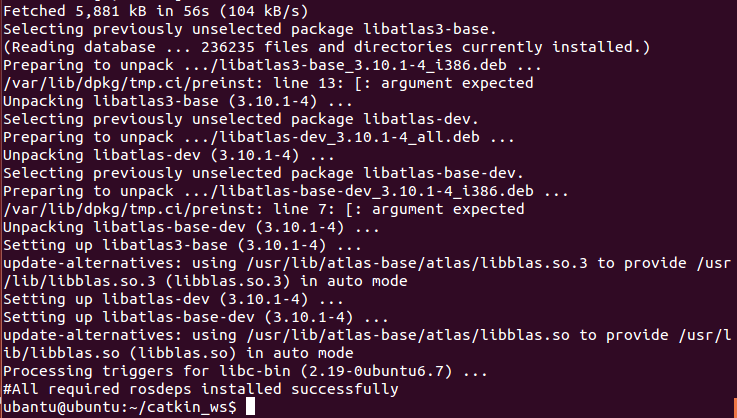 Fetched 5,881 kB in 56s (104 kB/s)
Selecting previously unselected package libatlas3-base.
(Reading database ... 236235 files and directories currently installed.)
Preparing to unpack .../libatlas3-base_3.10.1-4_i386.deb ...
/var/lib/dpkg/tmp.ci/preinst: line 13: [: argument expected
Unpacking libatlas3-base (3.10.1-4) ...
Selecting previously unselected package libatlas-dev.
Preparing to unpack .../libatlas-dev_3.10.1-4_all.deb ...
Unpacking libatlas-dev (3.10.1-4) ...
Selecting previously unselected package libatlas-base-dev.
Preparing to unpack .../libatlas-base-dev_3.10.1-4_i386.deb ...
/var/lib/dpkg/tmp.ci/preinst: line 7: [: argument expected
Unpacking libatlas-base-dev (3.10.1-4) ...
Setting up libatlas3-base (3.10.1-4) ...
update-alternatives: using /usr/lib/atlas-base/atlas/libblas.so.3 to provide /usr
/lib/libblas.so.3 (libblas.so.3) in auto mode
Setting up libatlas-dev (3.10.1-4) ...
Setting up libatlas-base-dev (3.10.1-4) ...
update-alternatives: using /usr/lib/atlas-base/atlas/libblas.so to provide /usr/l
ib/libblas.so (libblas.so) in auto mode
Processing triggers for libc-bin (2.19-0ubuntu6.7) ...
#All required rosdeps installed successfully
ubantu@ubuntu:~/catkin_ws$